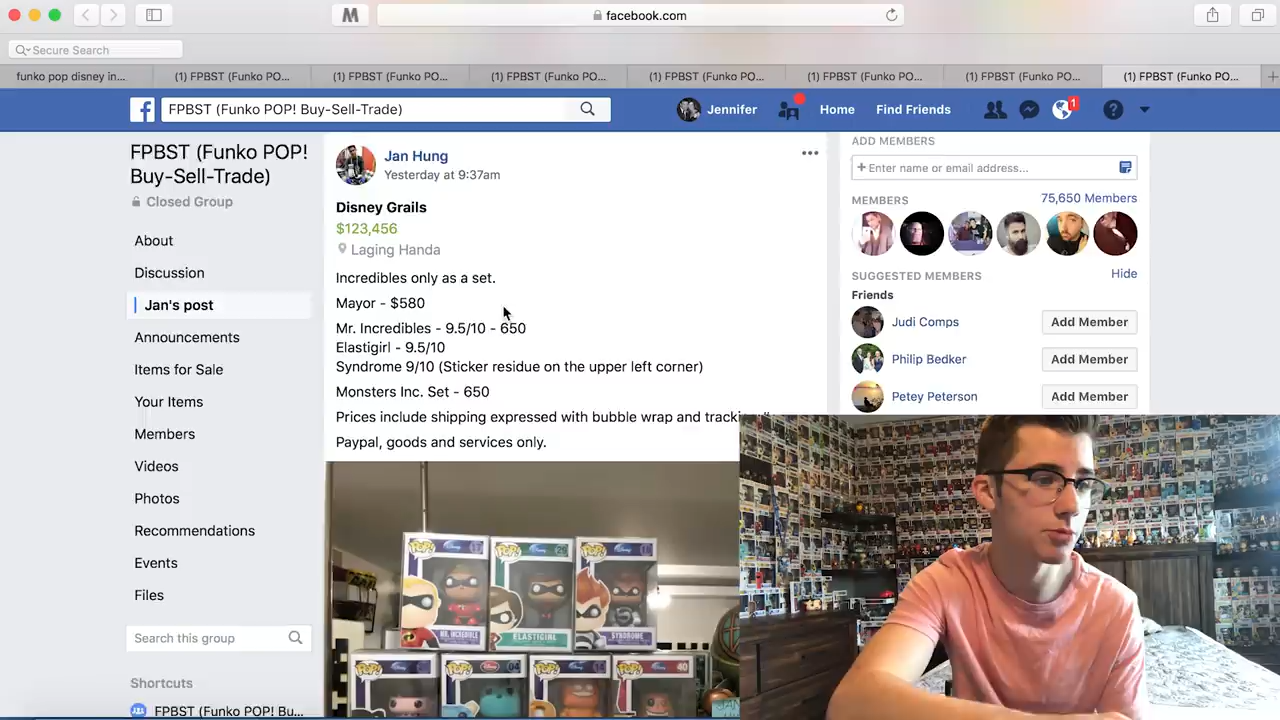 facebook.com
Secure Search
funko pop disney in...
(1) FPBST (Funko PO...
(1) FPBST (Funko PO...
(1) FPBST (Funko PO...
(1) FPBST (Funko PO...
(1) FPBST (Funko PO...
(1) FPBST (Funko PO...
(1) FPBST (Funko PO...
FPBST (Funko POP! Buy-Sell-Trade)
Jennifer
Home
Find Friends
1
FPBST (Funko POP!
Buy-Sell-Trade)
Closed Group
About
Discussion
Jan's post
Announcements
Items for Sale
Your Items
Members
Videos
Photos
Recommendations
Events
Files
Search this group
Shortcuts
FPBST (Funko POP! Bu...
Jan Hung
Yesterday at 9:37am
Disney Grails
$123,456
Laging Handa
Incredibles only as a set.
Mayor - $580
Mr. Incredibles - 9.5/10 - 650
Elastigirl - 9.5/10
Syndrome 9/10 (Sticker residue on the upper left corner)
Monsters Inc. Set - 650
Prices include shipping expressed with bubble wrap and
Paypal, goods and services only.
POP!
POP!
POP!
MR. INCREDIBLE
ELASTIGIRL
SYNDROME
POP!
POP!
POP!
POP!
ADD MEMBERS
+ Enter name or email address...
MEMBERS
75,650 Members
SUGGESTED MEMBERS
Hide
Friends
Judi Comps
Add Member
Philip Bedker
Add Member
Petey Peterson
Add Member